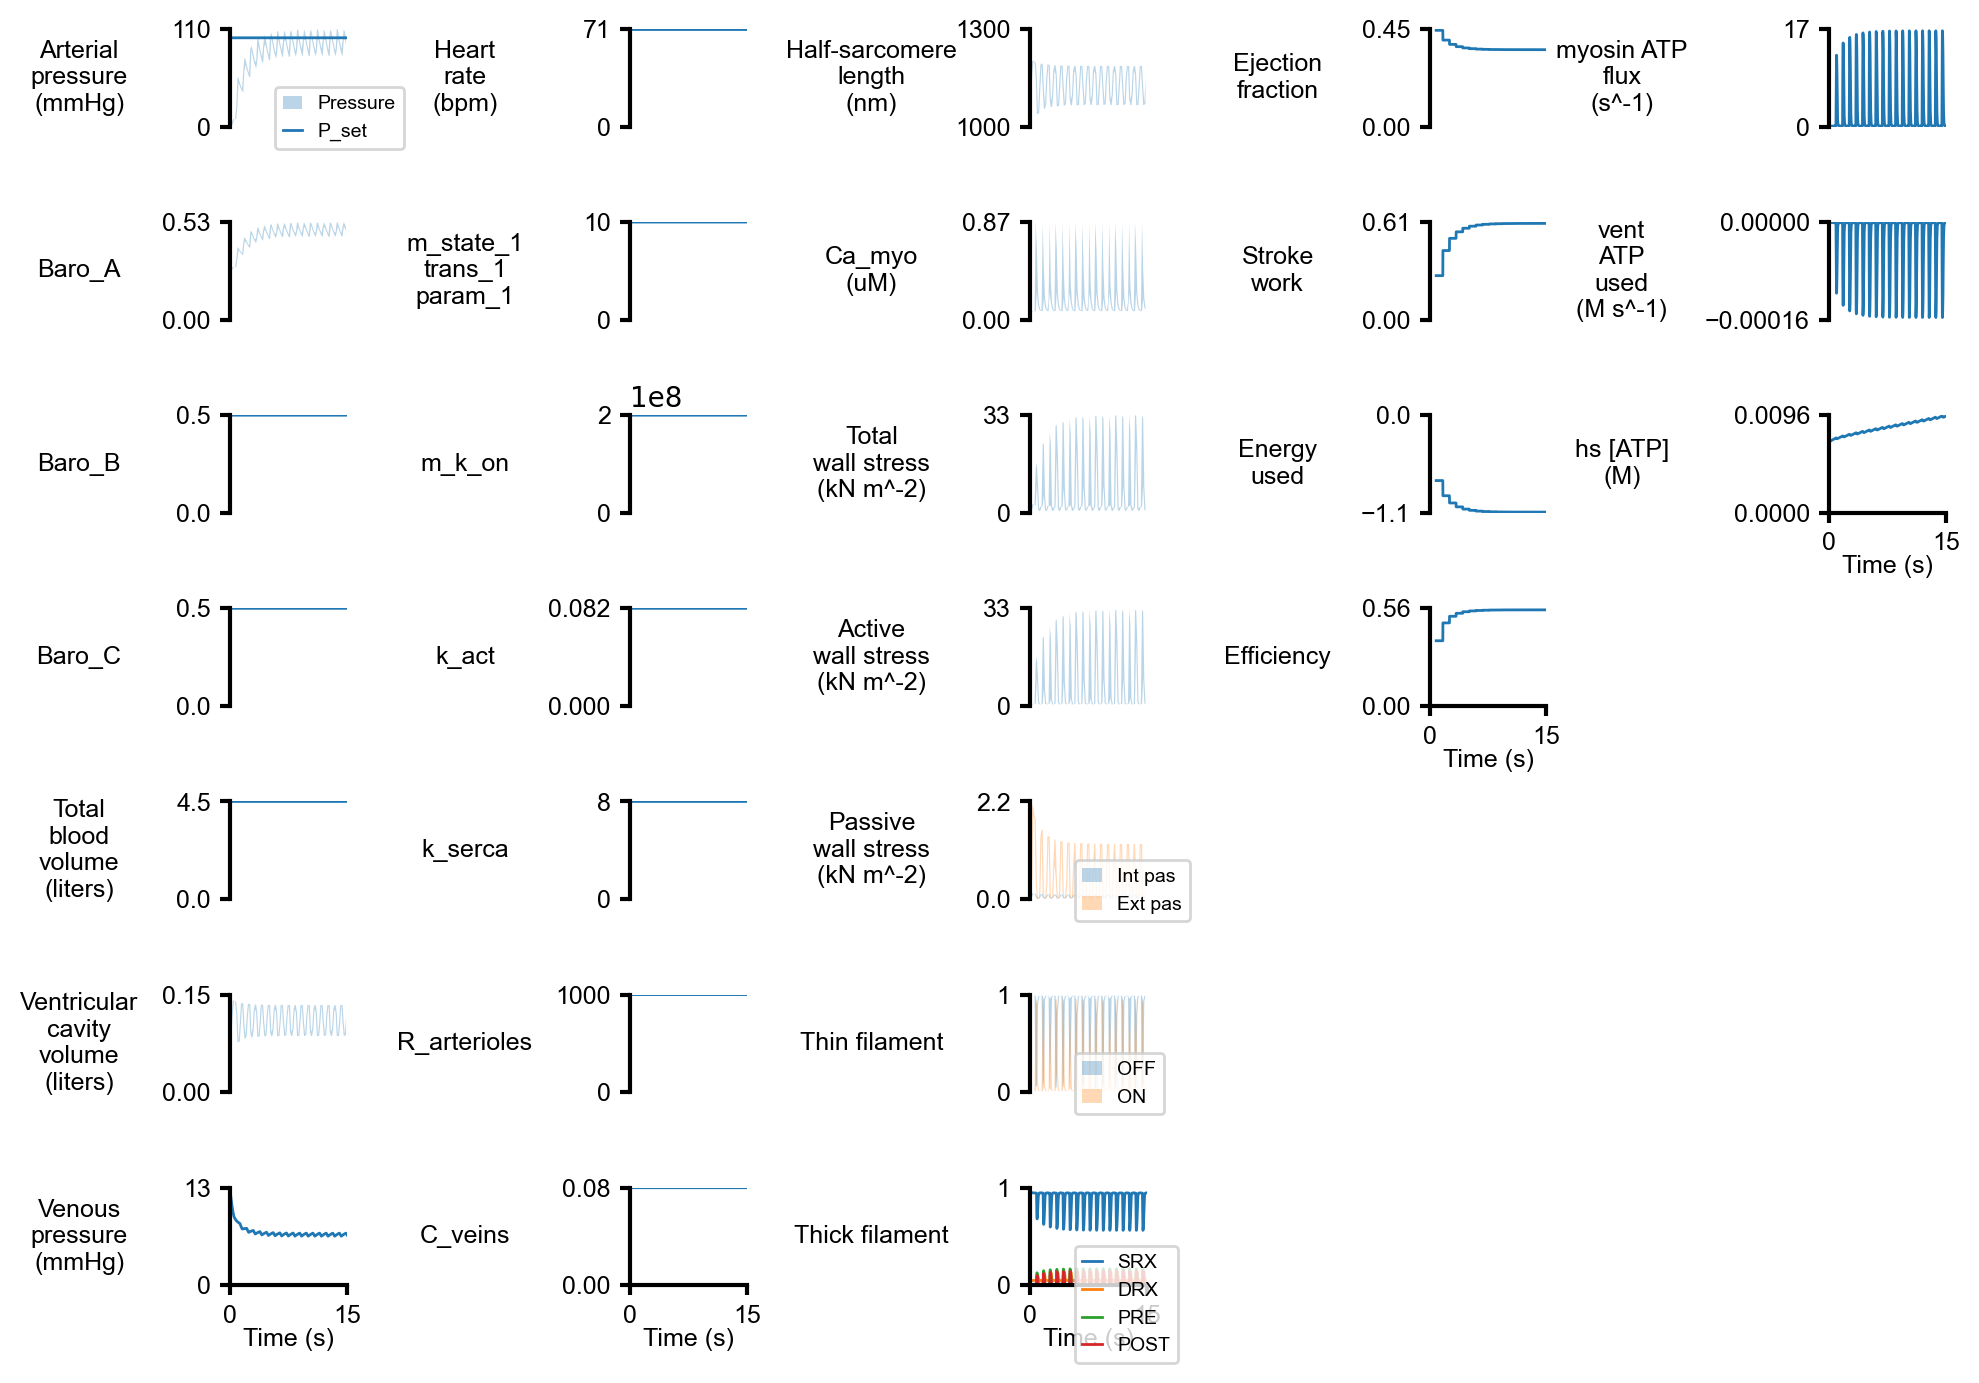 Arterial
pressure
(mmHg)
110
0
Pressure
P_set
Heart
rate
(bpm)
71
0
Half-sarcomere
length
(nm)
1300
1000
Ejection
fraction
0.45
0.00
myosin ATP
flux
(s^-1)
17
0
Baro_A
0.53
0.00
m_state_1
trans_1
param_1
10
0
Ca_myo
(uM)
0.87
0.00
Stroke
work
0.61
0.00
vent
ATP
used
(M s^-1)
0.00000
−0.00016
Baro_B
0.5
0.0
m_k_on
1e8
2
0
Total
wall stress
(kN m^-2)
33
0
Energy
used
0.0
−1.1
hs [ATP]
(M)
0.0096
0.0000
0 15
Time (s)
Baro_C
0.5
0.0
k_act
0.082
0.000
Active
wall stress
(kN m^-2)
33
0
Efficiency
0.56
0.00
0 15
Time (s)
Total
blood
volume
(liters)
4.5
0.0
k_serca
8
0
Passive
wall stress
(kN m^-2)
2.2
0.0
Int pas
Ext pas
Ventricular
cavity
volume
(liters)
0.15
0.00
R_arterioles
1000
0
Thin filament
1
0
OFF
ON
Venous
pressure
(mmHg)
13
0
0 15
Time (s)
C_veins
0.08
0.00
0 15
Time (s)
Thick filament
1
0
0 15
Time (s)
SRX
DRX
PRE
POST